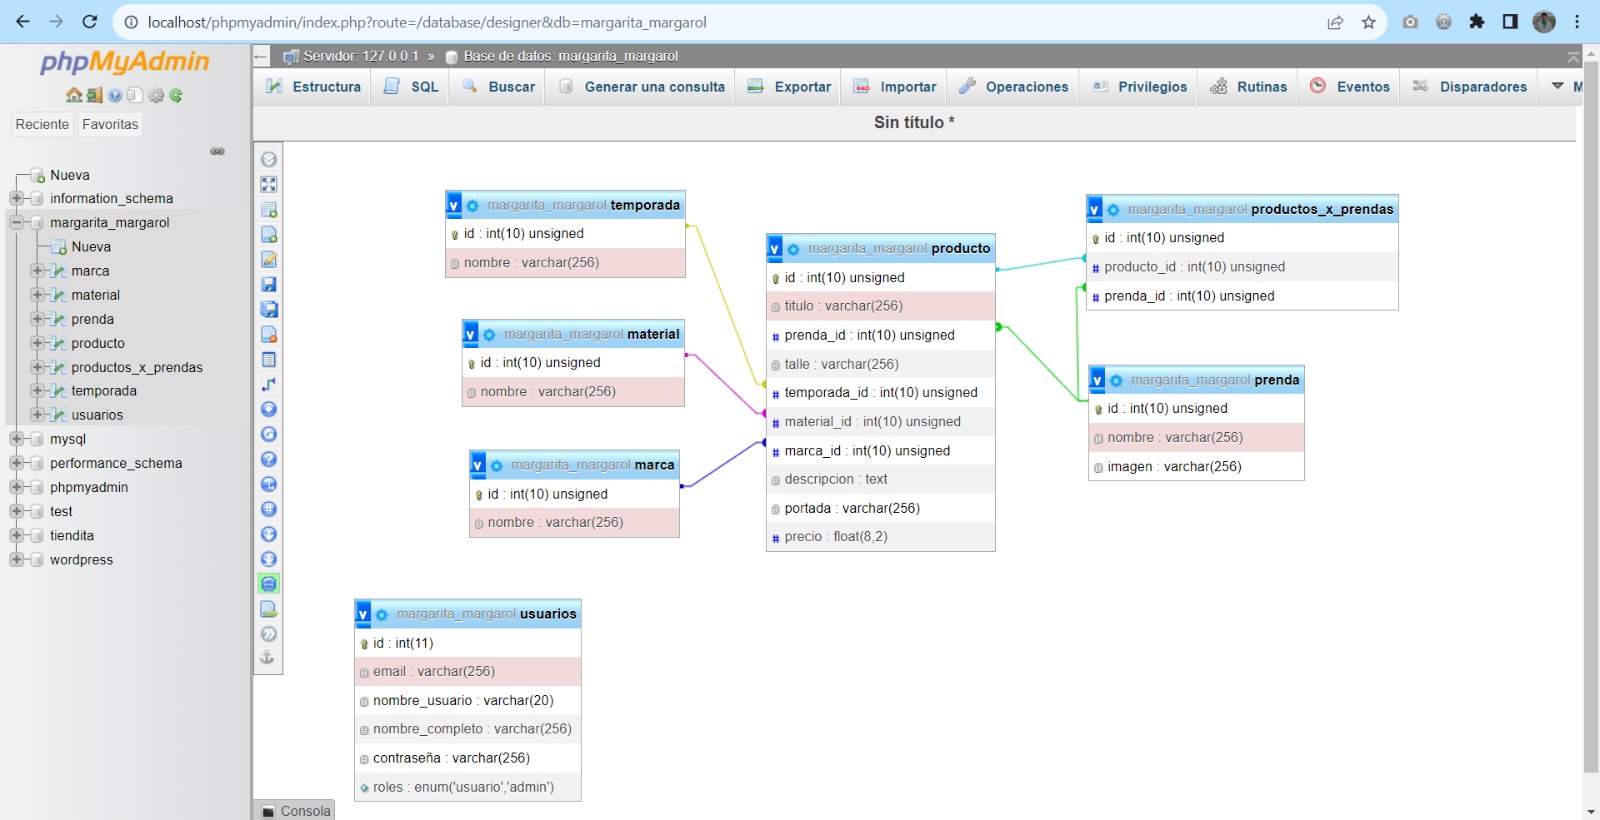 localhost/phpmyadmin/index.php?route=/database/designer&db=margarita_margarol
phpMyAdmin
Reciente Favoritas
Nueva
information_schema
margarita_margarol
Nueva
marca
material
prenda
producto
productos_x_prendas
temporada
usuarios
mysql
performance_schema
phpmyadmin
test
tiendita
wordpress
Servidor: 127.0.0.1 » Base de datos: margarita_margarol
Estructura SQL Buscar Generar una consulta Exportar Importar Operaciones Privilegios Rutinas Eventos Disparadores M
Sin título *
v margarita_margarol temporada
id : int(10) unsigned
nombre : varchar(256)
v margarita_margarol material
id : int(10) unsigned
nombre : varchar(256)
v margarita_margarol marca
id : int(10) unsigned
nombre : varchar(256)
v margarita_margarol producto
id : int(10) unsigned
titulo : varchar(256)
# prenda_id : int(10) unsigned
talle : varchar(256)
# temporada_id : int(10) unsigned
# material_id : int(10) unsigned
# marca_id : int(10) unsigned
descripcion : text
portada : varchar(256)
# precio : float(8,2)
v margarita_margarol productos_x_prendas
id : int(10) unsigned
# producto_id : int(10) unsigned
# prenda_id : int(10) unsigned
v margarita_margarol prenda
id : int(10) unsigned
nombre : varchar(256)
imagen : varchar(256)
v margarita_margarol usuarios
id : int(11)
email : varchar(256)
nombre_usuario : varchar(20)
nombre_completo : varchar(256)
contraseña : varchar(256)
roles : enum('usuario','admin')
Consola